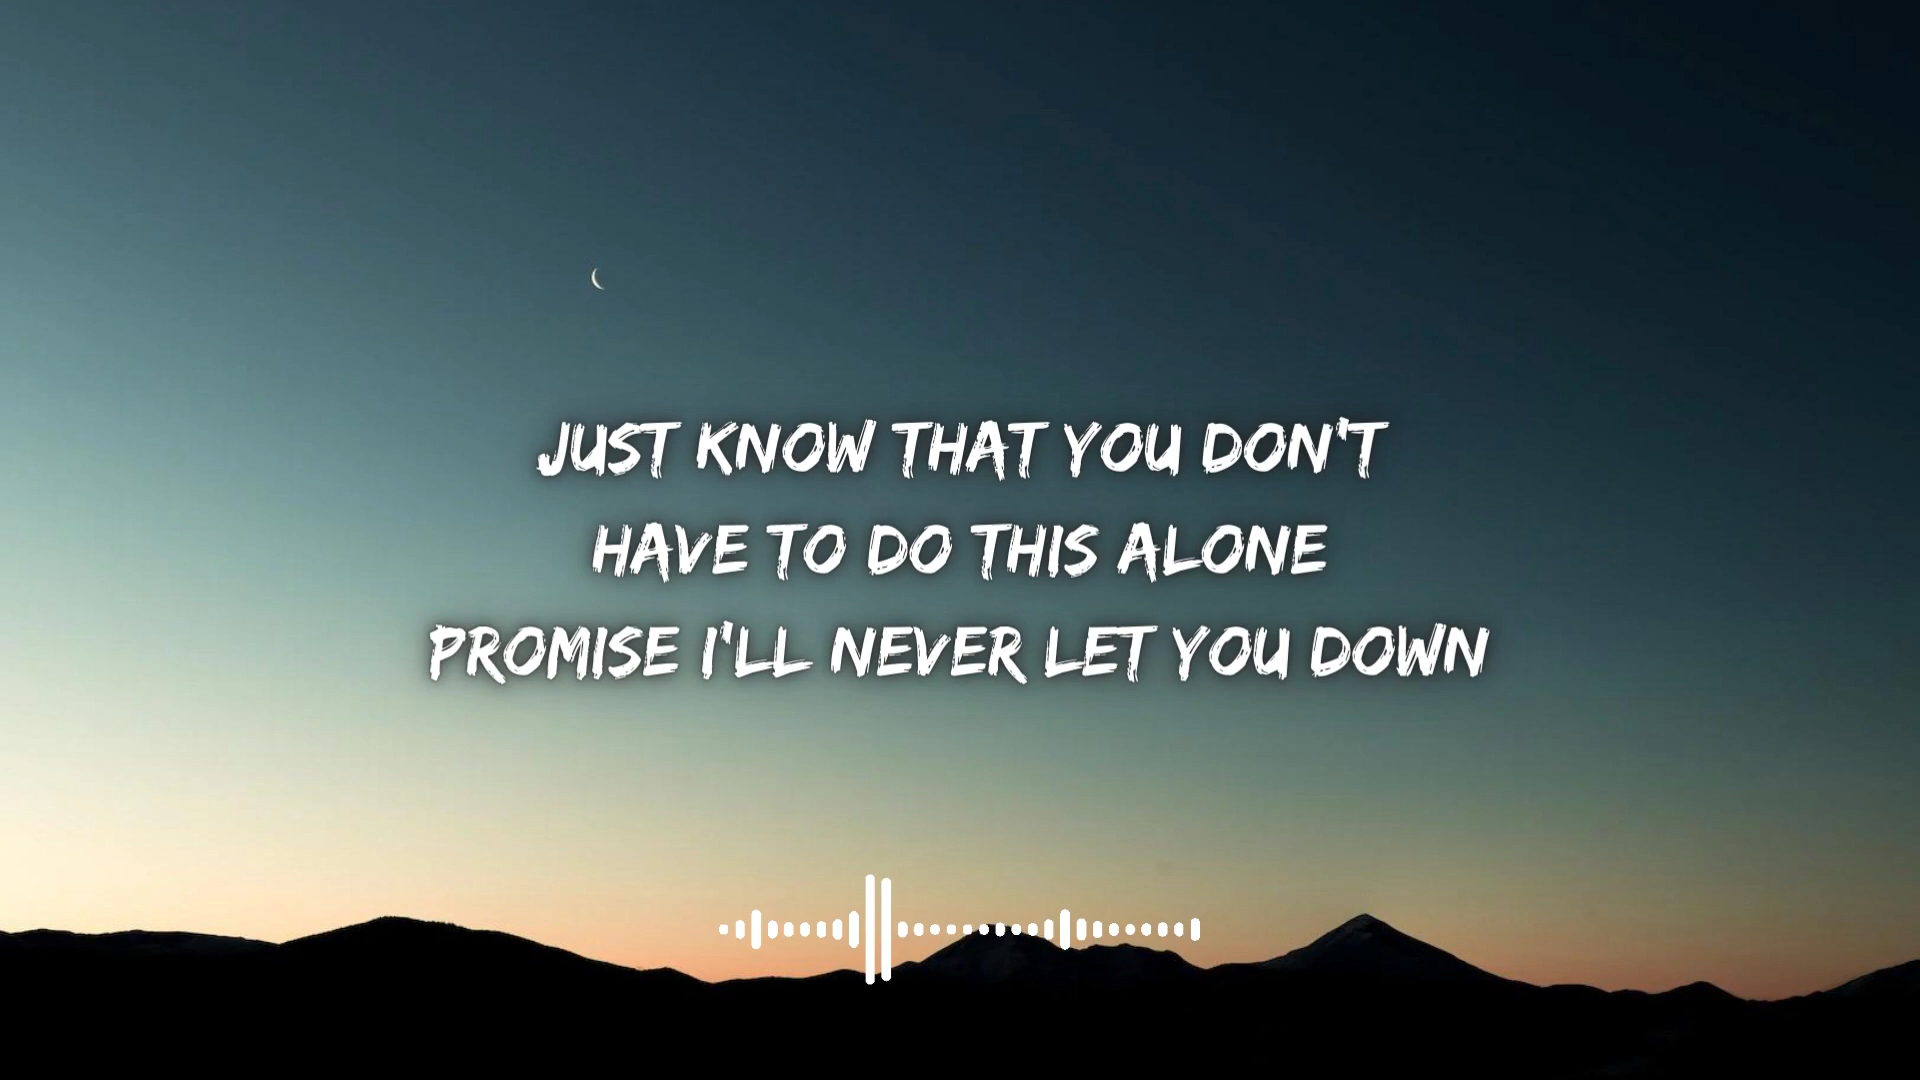 JUST KNOW THAT YOU DON'T
HAVE TO DO THIS ALONE
PROMISE I'LL NEVER LET YOU DOWN